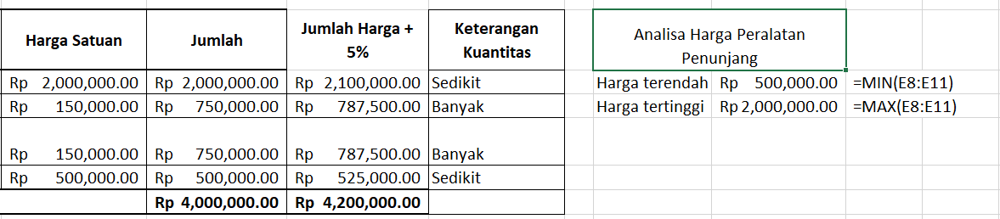 Harga Satuan Jumlah Jumlah Harga + 5% Keterangan Kuantitas
Rp 2,000,000.00 Rp 2,000,000.00 Rp 2,100,000.00 Sedikit
Rp 150,000.00 Rp 750,000.00 Rp 787,500.00 Banyak
Rp 150,000.00 Rp 750,000.00 Rp 787,500.00 Banyak
Rp 500,000.00 Rp 500,000.00 Rp 525,000.00 Sedikit
Rp 4,000,000.00 Rp 4,200,000.00
Analisa Harga Peralatan
Penunjang
Harga terendah Rp 500,000.00 =MIN(E8:E11)
Harga tertinggi Rp 2,000,000.00 =MAX(E8:E11)